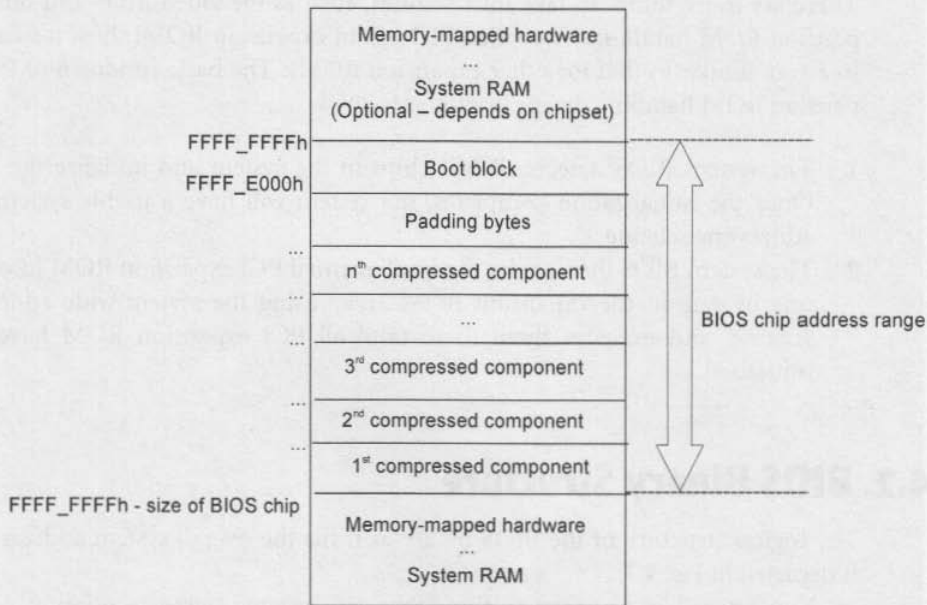 Memory-mapped hardware
...
System RAM
(Optional – depends on chipset)
FFFF_FFFFh
Boot block
FFFF_E000h
Padding bytes
...
nth compressed component
...
...
...
3rd compressed component
...
2nd compressed component
...
1st compressed component
BIOS chip address range
FFFF_FFFFh - size of BIOS chip
Memory-mapped hardware
...
System RAM